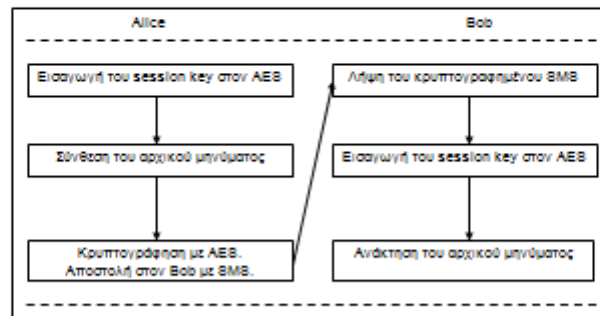 Alice
Bob
Εισαγωγή του session key στον AES
Σύνθεση του αρχικού μηνύματος
Κρυπτογράφηση με AES.
Αποστολή στον Bob με SMS.
Λήψη του κρυπτογραφημένου SMS
Εισαγωγή του session key στον AES
Ανάκτηση του αρχικού μηνύματος